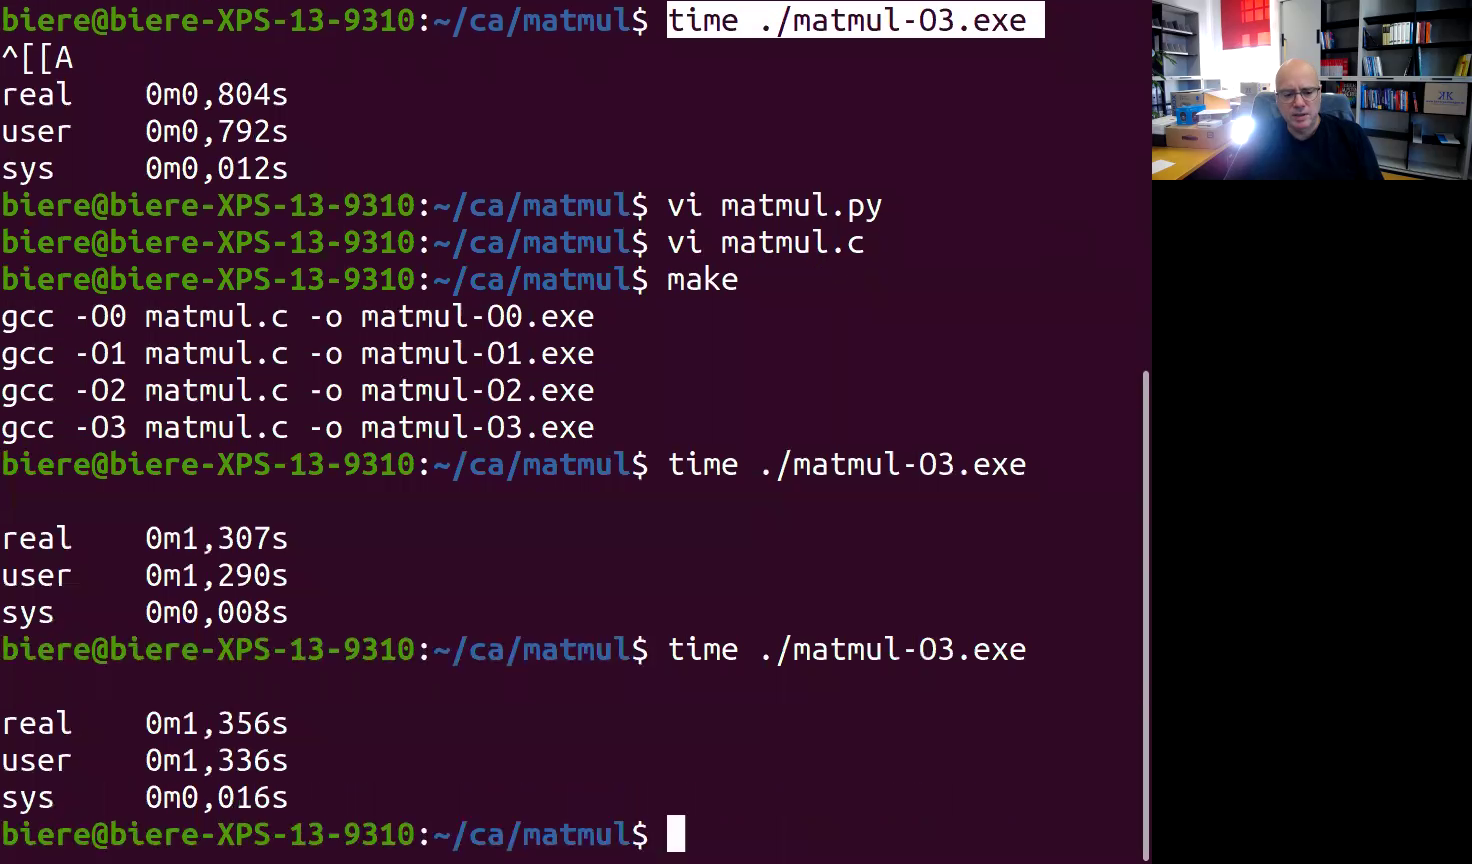 biere@biere-XPS-13-9310:~/ca/matmul$ time ./matmul-O3.exe
^[[A
real    0m0,804s
user    0m0,792s
sys     0m0,012s
biere@biere-XPS-13-9310:~/ca/matmul$ vi matmul.py
biere@biere-XPS-13-9310:~/ca/matmul$ vi matmul.c
biere@biere-XPS-13-9310:~/ca/matmul$ make
gcc -O0 matmul.c -o matmul-O0.exe
gcc -O1 matmul.c -o matmul-O1.exe
gcc -O2 matmul.c -o matmul-O2.exe
gcc -O3 matmul.c -o matmul-O3.exe
biere@biere-XPS-13-9310:~/ca/matmul$ time ./matmul-O3.exe
real    0m1,307s
user    0m1,290s
sys     0m0,008s
biere@biere-XPS-13-9310:~/ca/matmul$ time ./matmul-O3.exe
real    0m1,356s
user    0m1,336s
sys     0m0,016s
biere@biere-XPS-13-9310:~/ca/matmul$